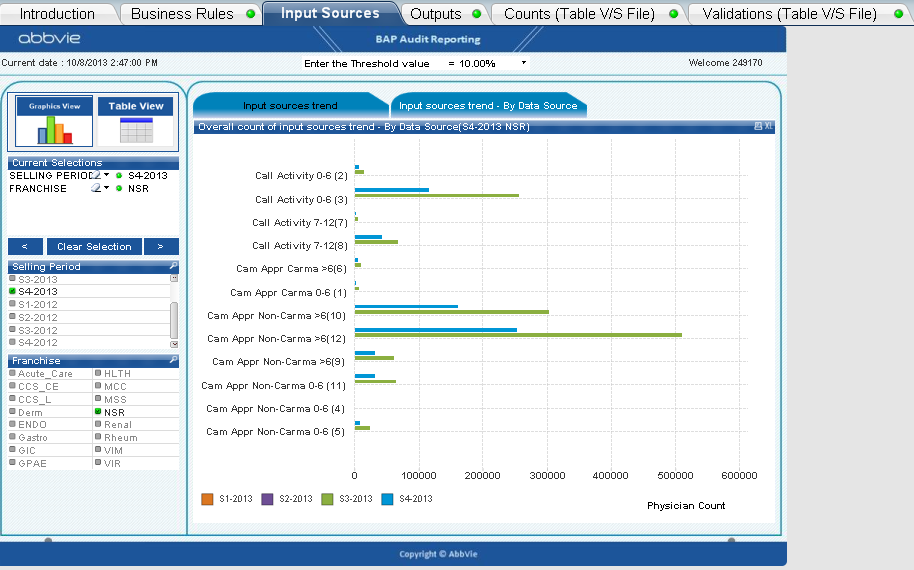 Introduction
Business Rules
Input Sources
Outputs
Counts (Table V/S File)
Validations (Table V/S File)
abbvie
BAP Audit Reporting
Current date : 10/8/2013 2:47:00 PM
Enter the Threshold value = 10.00%
Welcome 249170
Graphics View
Table View
Input sources trend
Input sources trend - By Data Source
Overall count of input sources trend - By Data Source(S4-2013 NSR)
XL
Current Selections
SELLING PERIOD S4-2013
FRANCHISE NSR
< Clear Selection >
Selling Period
S3-2013
S4-2013
S1-2012
S2-2012
S3-2012
S4-2012
Franchise
Acute_Care HLTH
CCS_CE MCC
CCS_L MSS
Derm NSR
ENDO Renal
Gastro Rheum
GIC VIM
GPAE VIR
Call Activity 0-6 (2)
Call Activity 0-6 (3)
Call Activity 7-12(7)
Call Activity 7-12(8)
Cam Appr Carma >6(6)
Cam Appr Carma 0-6 (1)
Cam Appr Non-Carma >6(10)
Cam Appr Non-Carma >6(12)
Cam Appr Non-Carma >6(9)
Cam Appr Non-Carma 0-6 (11)
Cam Appr Non-Carma 0-6 (4)
Cam Appr Non-Carma 0-6 (5)
0 100000 200000 300000 400000 500000 600000
S1-2013 S2-2013 S3-2013 S4-2013
Physician Count
Copyright © AbbVie